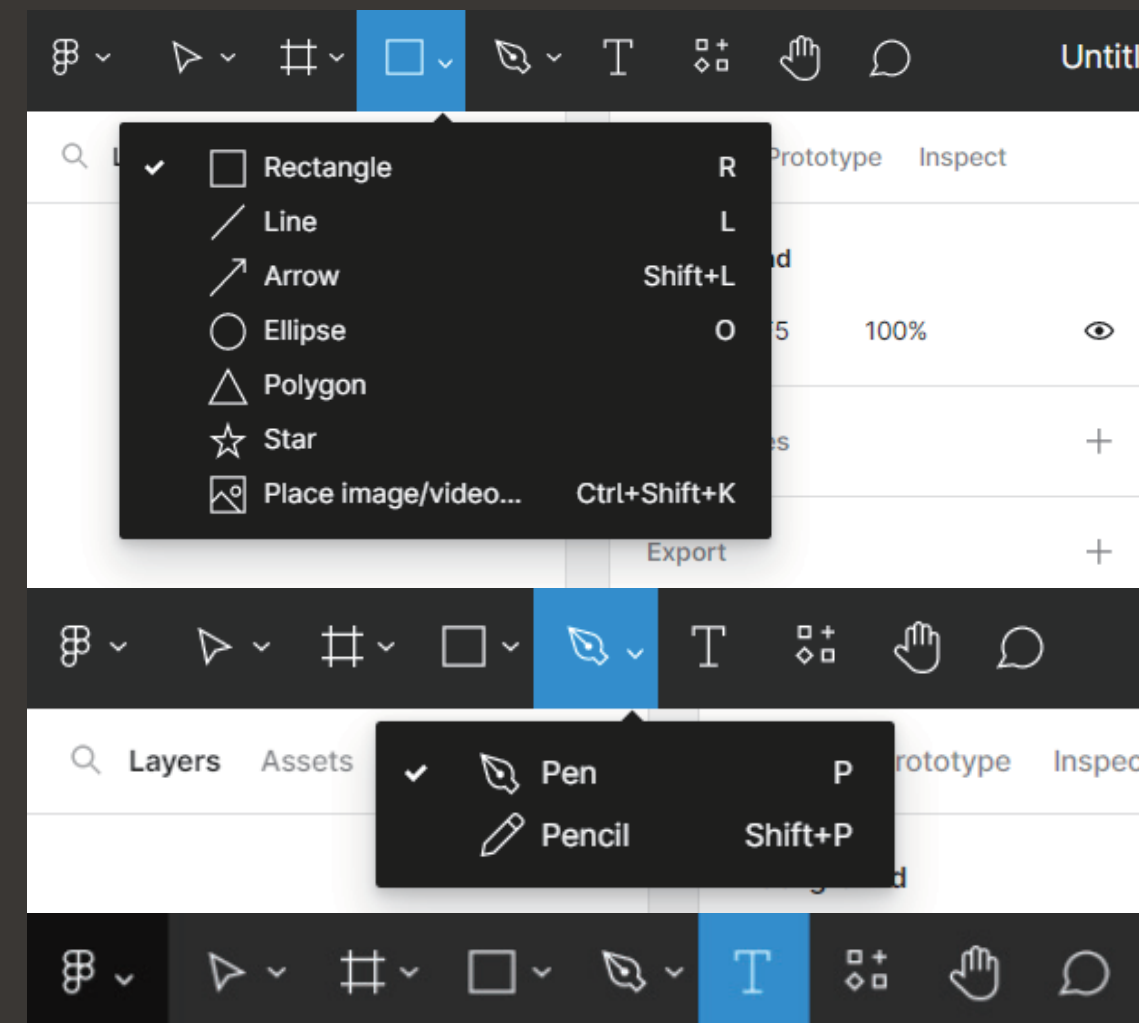 Untitl
Prototype Inspect
Rectangle R
Line L
Arrow Shift+L
100%
Ellipse O
Polygon
Star
Place image/video... Ctrl+Shift+K
Export
Layers Assets rototype Inspec
Pen P
Pencil Shift+P
T